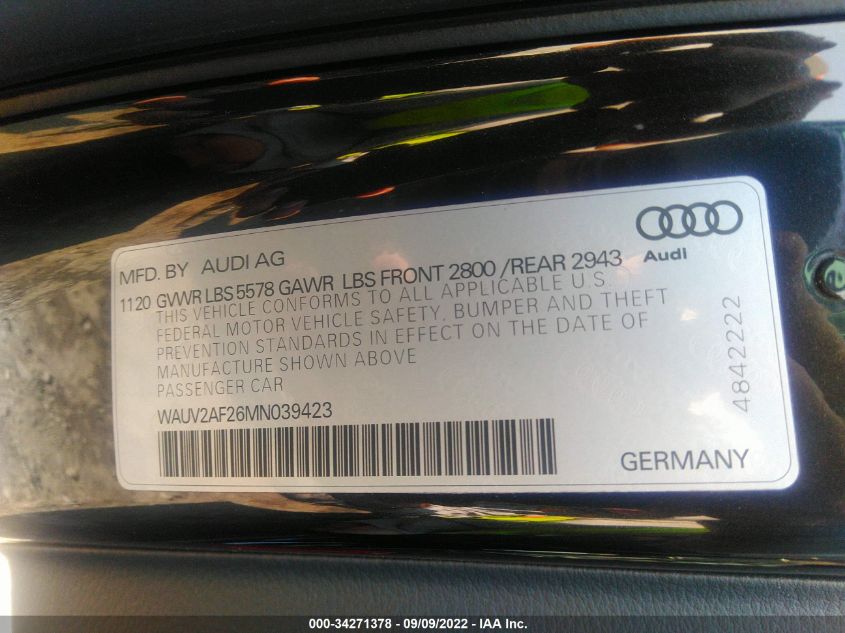 MFD. BY AUDI AG
Audi
1120 GVWR LBS 5578 GAWR LBS FRONT 2800 /REAR 2943
THIS VEHICLE CONFORMS TO ALL APPLICABLE U.S.
FEDERAL MOTOR VEHICLE SAFETY, BUMPER AND THEFT
PREVENTION STANDARDS IN EFFECT ON THE DATE OF
MANUFACTURE SHOWN ABOVE
PASSENGER CAR
WAUV2AF26MN039423
4842222
GERMANY
000-34271378 - 09/09/2022 - IAA Inc.